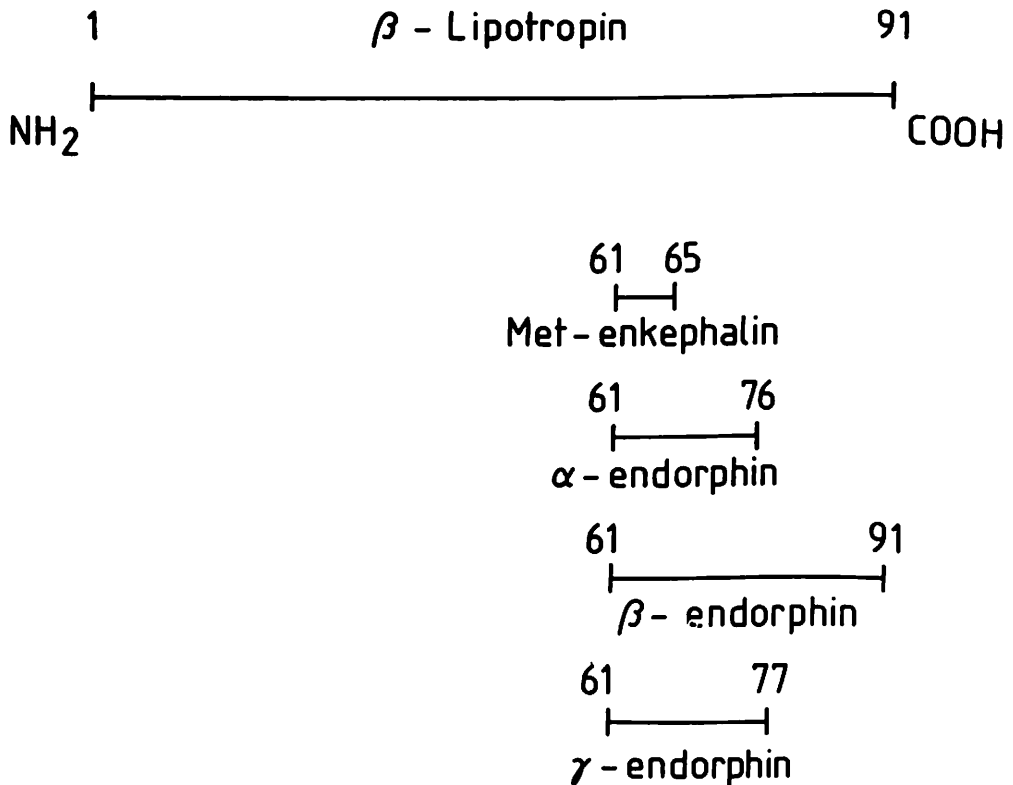 1 β - Lipotropin 91
NH₂ COOH
61 65
Met - enkephalin
61 76
α - endorphin
61 91
β - endorphin
61 77
γ - endorphin